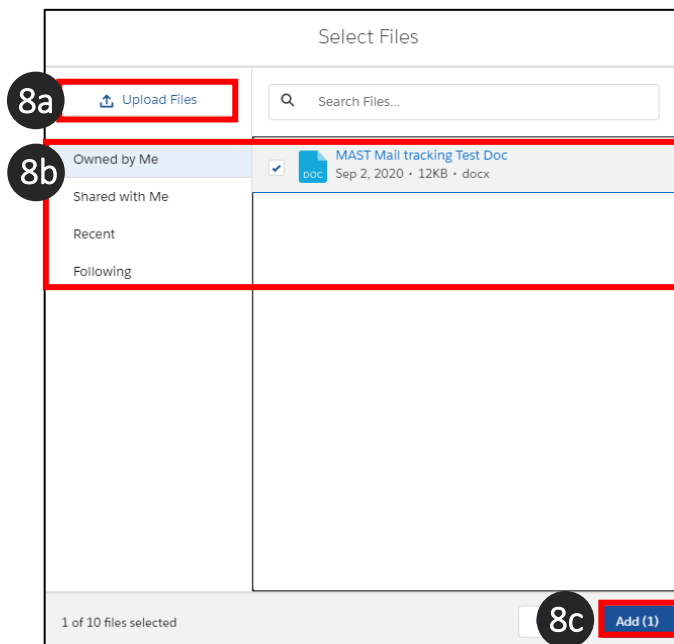 Select Files
8a
Upload Files
Search Files...
8b
Owned by Me
MAST Mail tracking Test Doc
DOC
Sep 2, 2020 • 12KB • docx
Shared with Me
Recent
Following
1 of 10 files selected
8c
Add (1)